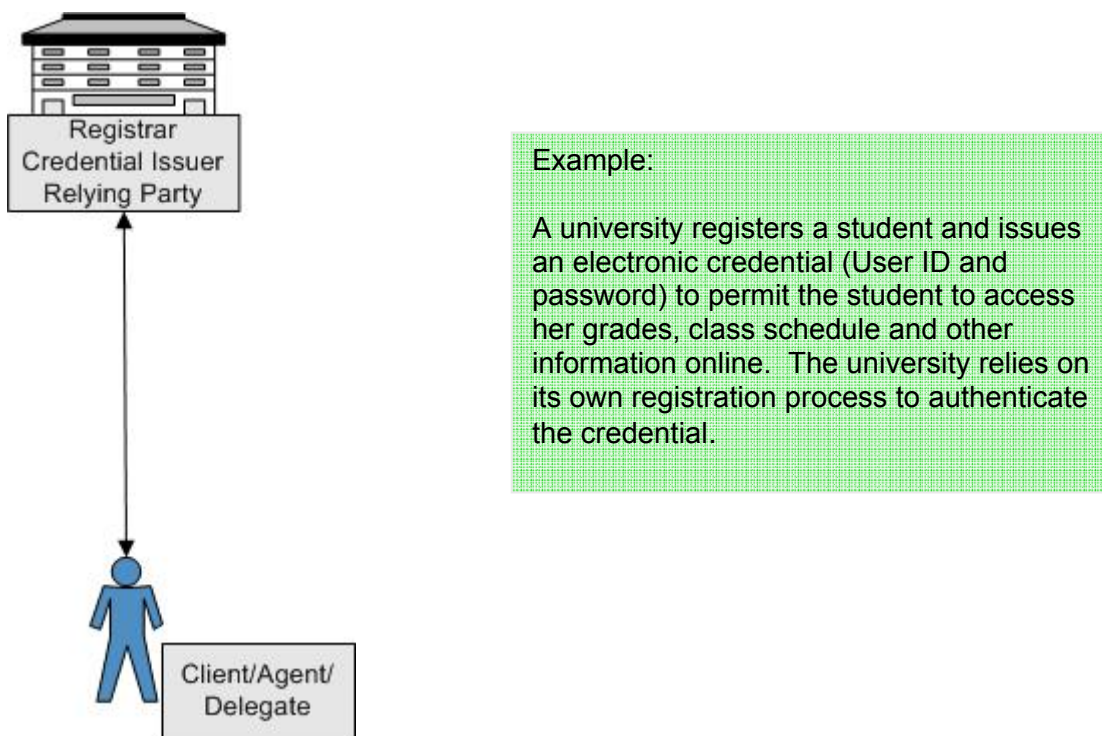 Registrar
Credential Issuer
Relying Party
Example:
A university registers a student and issues
an electronic credential (User ID and
password) to permit the student to access
her grades, class schedule and other
information online.  The university relies on
its own registration process to authenticate
the credential.
Client/Agent/
Delegate